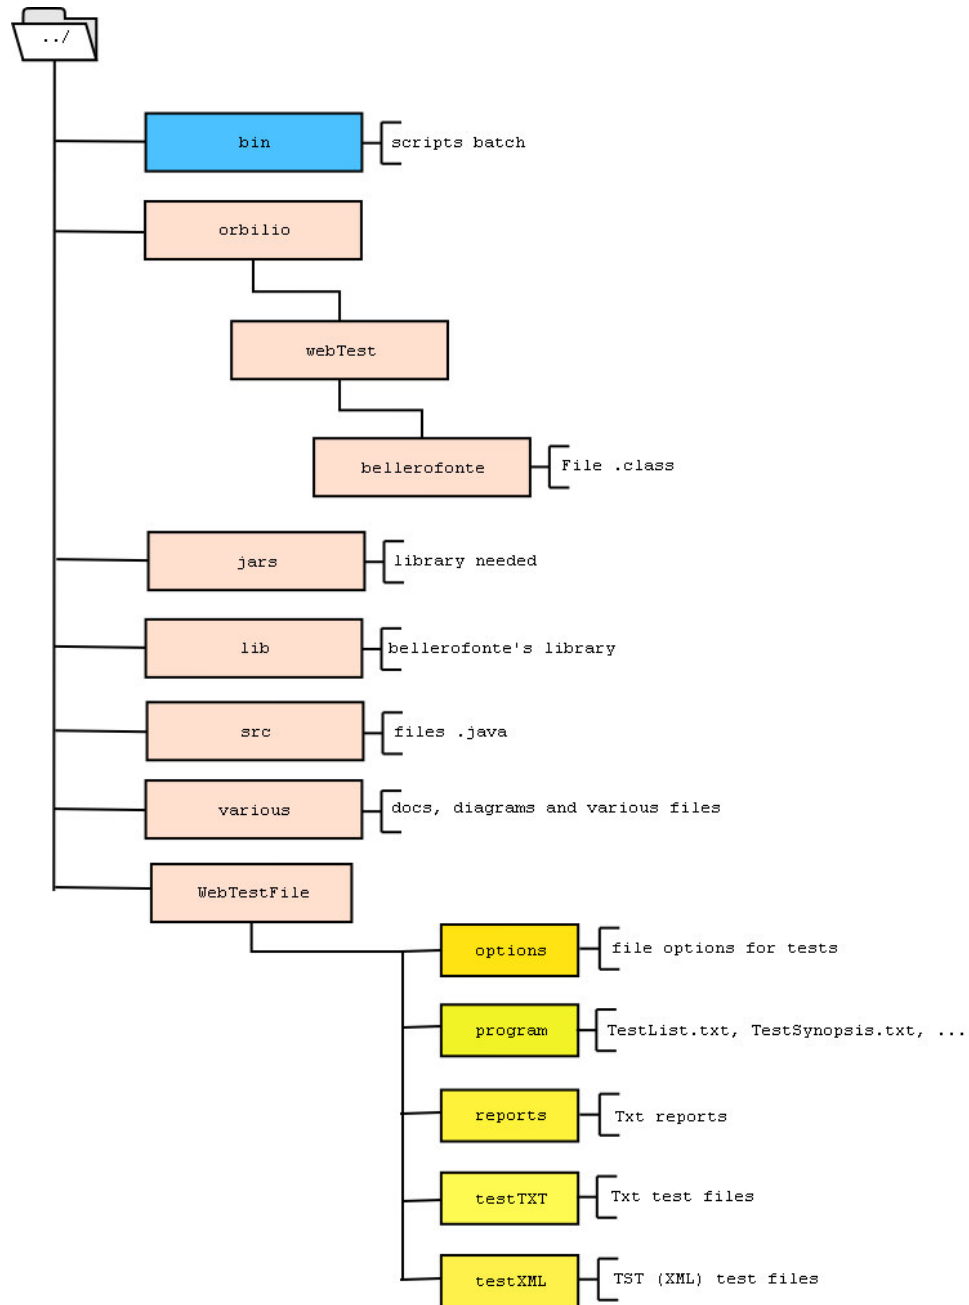 ../
bin
scripts batch
orbilio
webTest
bellerofonte
File .class
jars
library needed
lib
bellerofonte's library
src
files .java
various
docs, diagrams and various files
WebTestFile
options
file options for tests
program
TestList.txt, TestSynopsis.txt, ...
reports
Txt reports
testTXT
Txt test files
testXML
TST (XML) test files